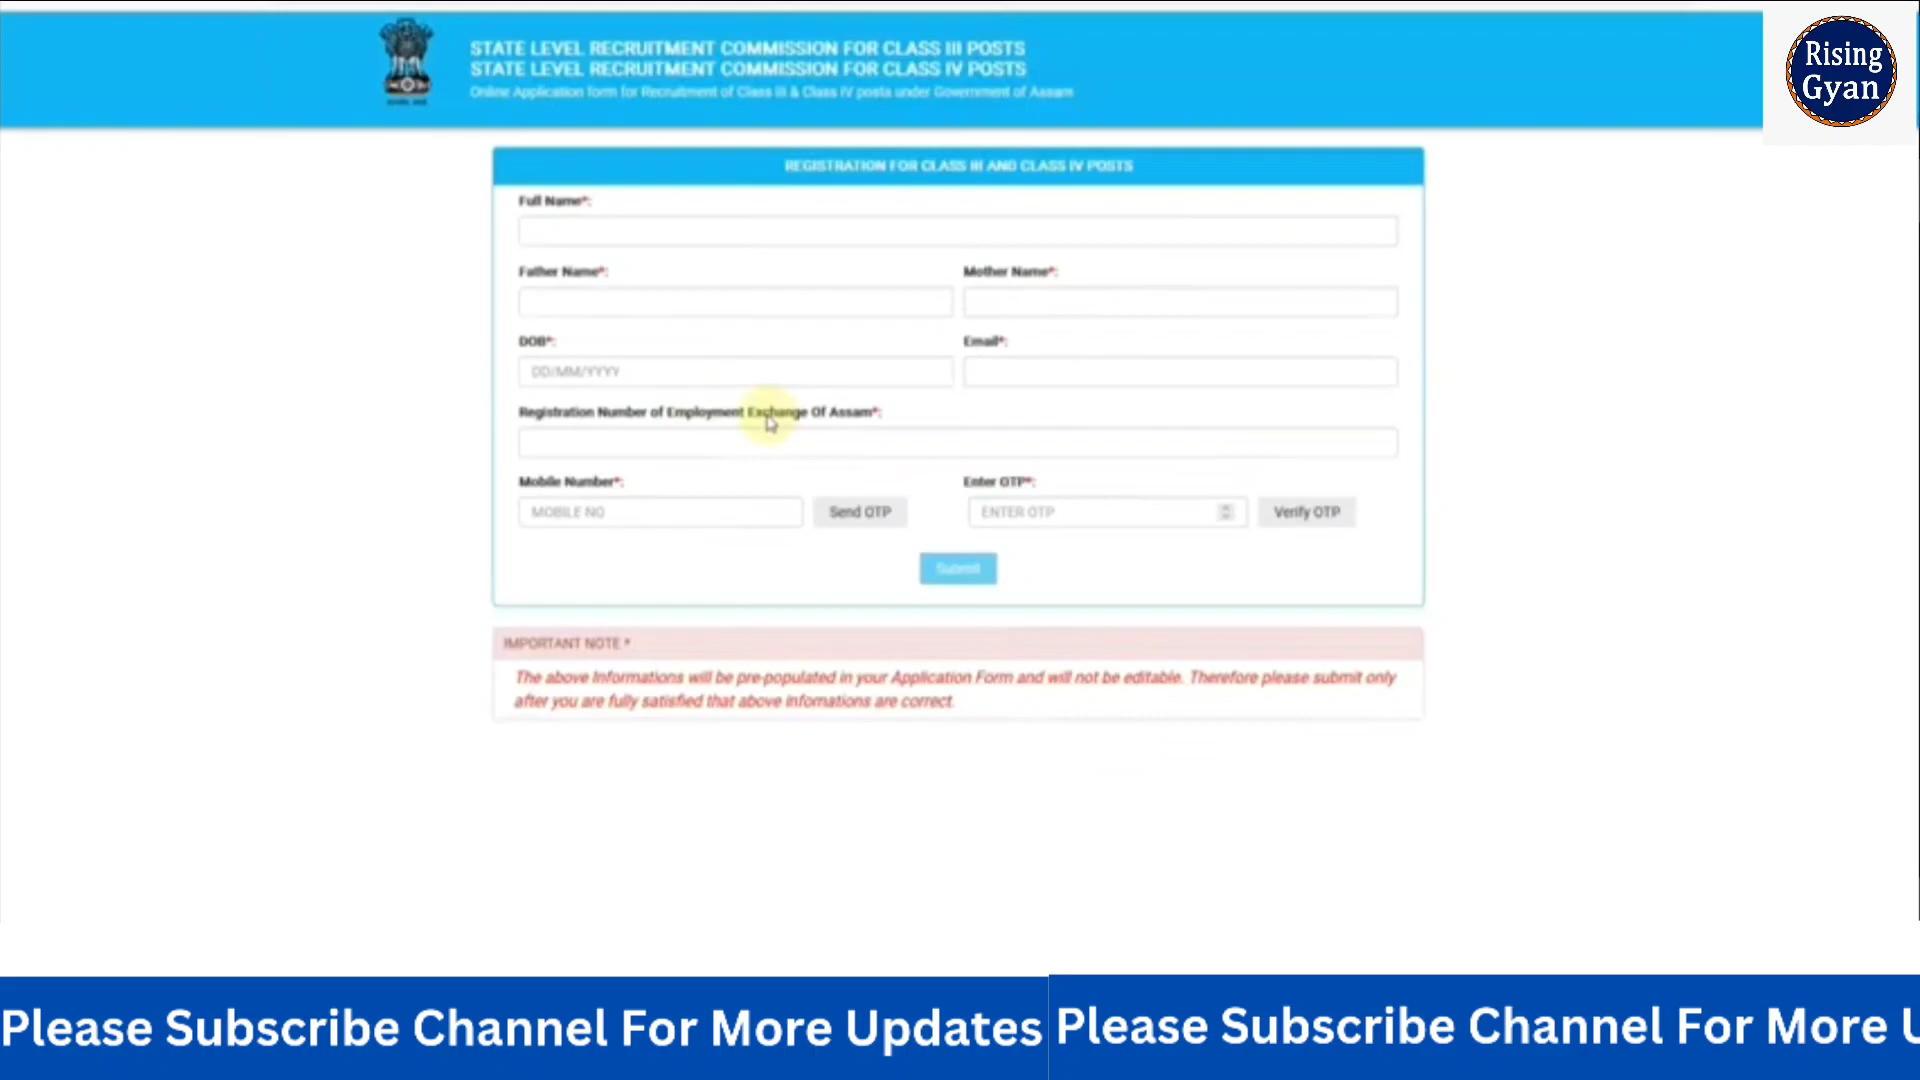 STATE LEVEL RECRUITMENT COMMISSION FOR CLASS III POSTS
STATE LEVEL RECRUITMENT COMMISSION FOR CLASS IV POSTS
Online Application form for Recruitment of Class III & Class IV posts under Government of Assam
Rising
Gyan
REGISTRATION FOR CLASS III AND CLASS IV POSTS
Full Name*:
Father Name*: Mother Name*:
DOB*: Email*:
DD/MM/YYYY
Registration Number of Employment Exchange Of Assam*:
Mobile Number*: Enter OTP*:
MOBILE NO Send OTP ENTER OTP Verify OTP
Submit
IMPORTANT NOTE *
The above Informations will be pre-populated in your Application Form and will not be editable. Therefore please submit only
after you are fully satisfied that above infomations are correct.
Please Subscribe Channel For More Updates Please Subscribe Channel For More U